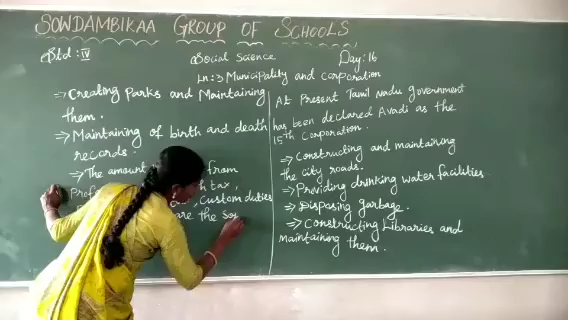 SOWDAMBIKAA GROUP OF SCHOOLS
Std : IV
Social Science
Day: 16
Ln: 3 Municipality and corporation
⇒ Creating Parks and Maintaining
them.
⇒ Maintaining of birth and death
records.
⇒ The amount from
Prof tax,
, custom duties
are the So
At Present Tamil Nadu government
has been declared Avadi as the
15th Corporation.
⇒ Constructing and maintaining
the city roads.
⇒ Providing drinking water facilities.
⇒ Disposing garbage.
⇒ Constructing Libraries and
Maintaining them.